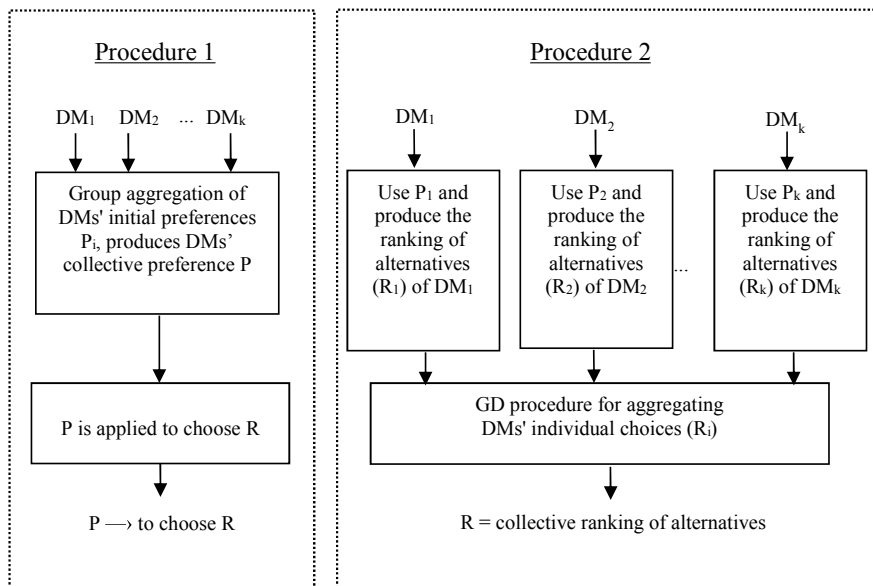 Procedure 1
DM₁ DM₂ ... DMₖ
Group aggregation of
DMs' initial preferences
Pᵢ, produces DMs’
collective preference P
P is applied to choose R
P —› to choose R
Procedure 2
DM₁
DM₂
DMₖ
Use P₁ and
produce the
ranking of
alternatives
(R₁) of DM₁
Use P₂ and
produce the
ranking of
alternatives
(R₂) of DM₂
...
Use Pₖ and
produce the
ranking of
alternatives
(Rₖ) of DMₖ
GD procedure for aggregating
DMs' individual choices (Rᵢ)
R = collective ranking of alternatives